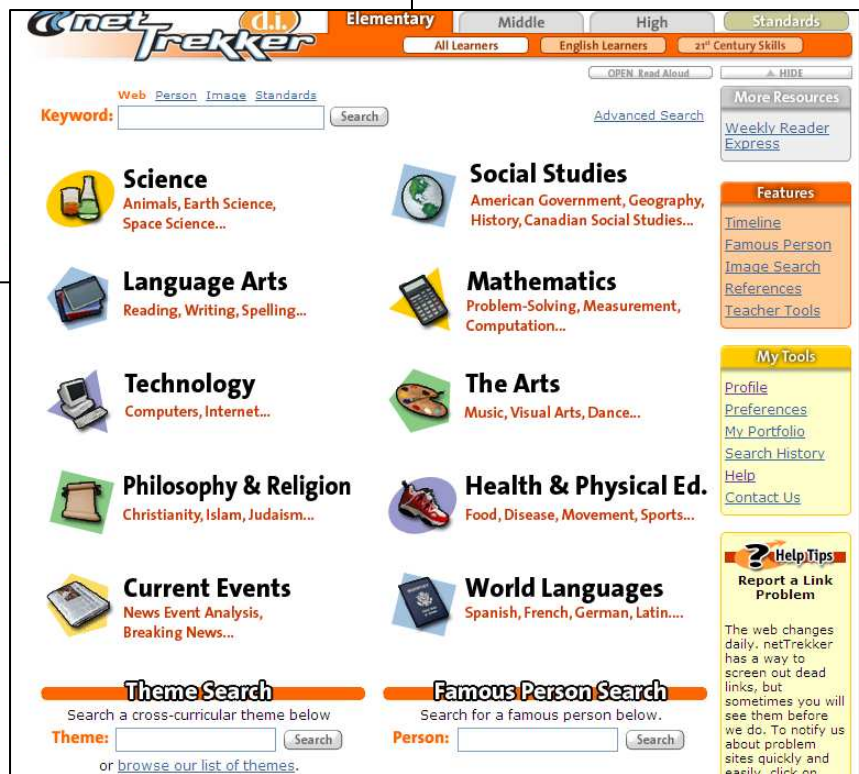 net Trekker d.i.
Elementary Middle High Standards
All Learners English Learners 21st Century Skills
OPEN Read Aloud HIDE
Web Person Image Standards
Keyword: Search Advanced Search
Science
Animals, Earth Science,
Space Science...
Social Studies
American Government, Geography,
History, Canadian Social Studies...
Language Arts
Reading, Writing, Spelling...
Mathematics
Problem-Solving, Measurement,
Computation...
Technology
Computers, Internet...
The Arts
Music, Visual Arts, Dance...
Philosophy & Religion
Christianity, Islam, Judaism...
Health & Physical Ed.
Food, Disease, Movement, Sports...
Current Events
News Event Analysis,
Breaking News...
World Languages
Spanish, French, German, Latin....
Theme Search
Search a cross-curricular theme below
Theme: Search
or browse our list of themes.
Famous Person Search
Search for a famous person below.
Person: Search
More Resources
Weekly Reader
Express
Features
Timeline
Famous Person
Image Search
References
Teacher Tools
My Tools
Profile
Preferences
My Portfolio
Search History
Help
Contact Us
? Help Tips
Report a Link
Problem
The web changes
daily. netTrekker
has a way to
screen out dead
links, but
sometimes you will
see them before
we do. To notify us
about problem
sites quickly and
easily, click on